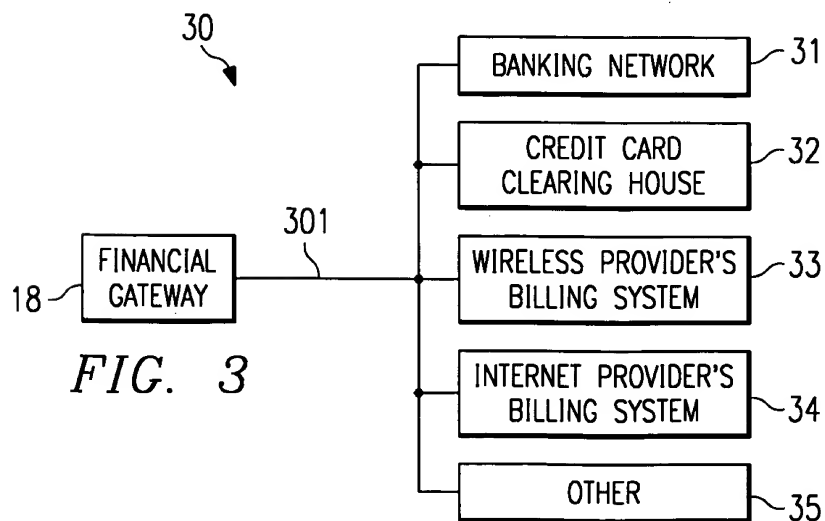 30
BANKING NETWORK
31
CREDIT CARD
CLEARING HOUSE
32
301
FINANCIAL
GATEWAY
18
WIRELESS PROVIDER'S
BILLING SYSTEM
33
FIG. 3
INTERNET PROVIDER'S
BILLING SYSTEM
34
OTHER
35